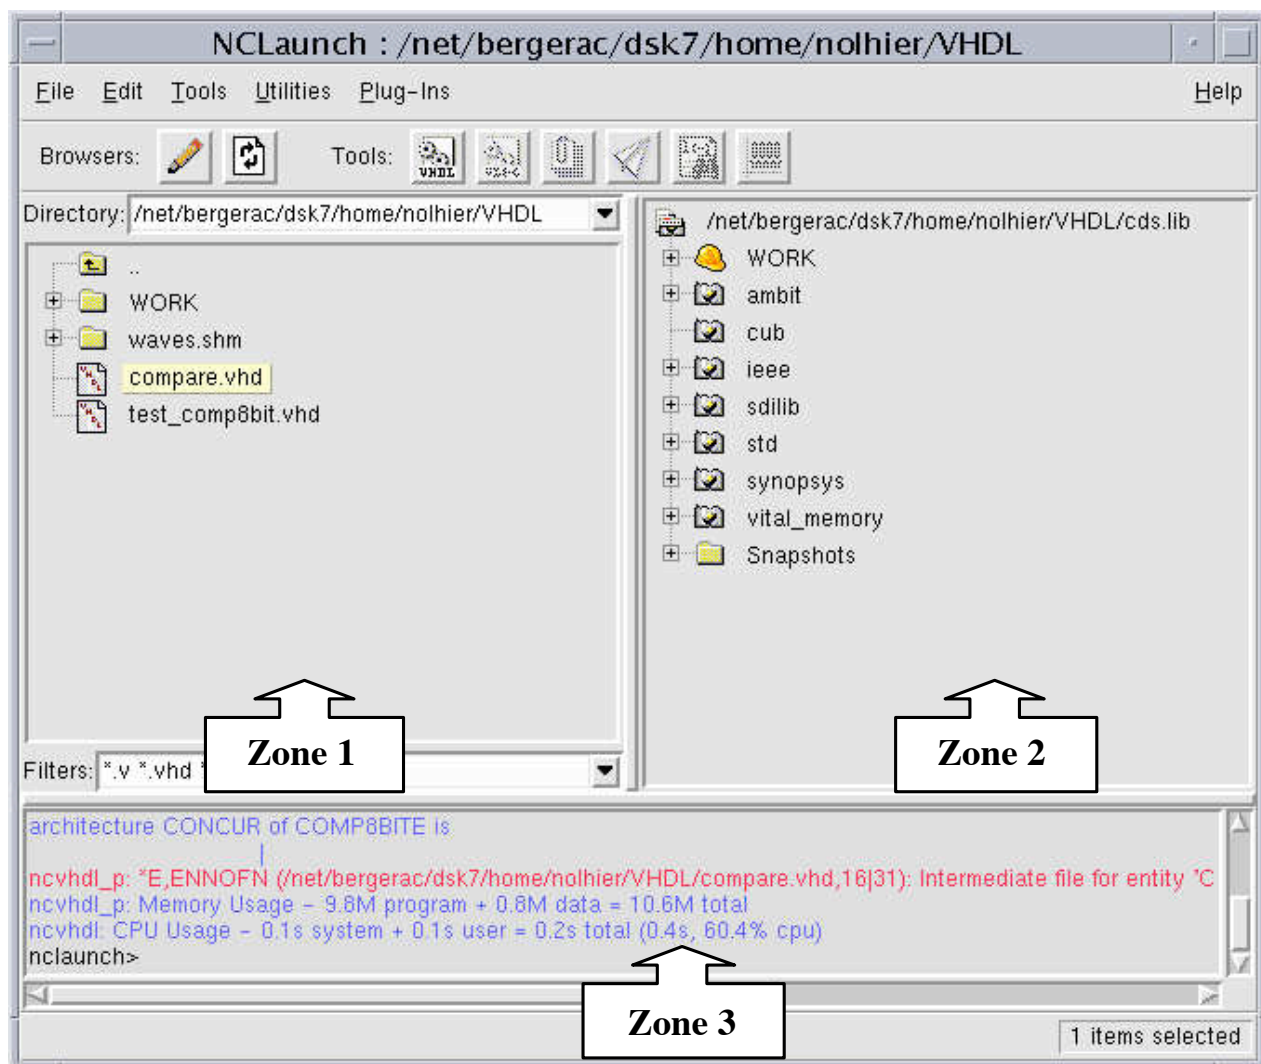 NCLaunch : /net/bergerac/dsk7/home/nolhier/VHDL
File Edit Tools Utilities Plug-Ins Help
Browsers: Tools: VHDL
Directory: /net/bergerac/dsk7/home/nolhier/VHDL
..
WORK
waves.shm
compare.vhd
test_comp8bit.vhd
Filters: *.v *.vhd
/net/bergerac/dsk7/home/nolhier/VHDL/cds.lib
WORK
ambit
cub
ieee
sdilib
std
synopsys
vital_memory
Snapshots
Zone 1
Zone 2
architecture CONCUR of COMP8BITE is
|
ncvhdl_p: *E,ENNOFN (/net/bergerac/dsk7/home/nolhier/VHDL/compare.vhd,16|31): Intermediate file for entity 'C
ncvhdl_p: Memory Usage - 9.8M program + 0.8M data = 10.6M total
ncvhdl: CPU Usage - 0.1s system + 0.1s user = 0.2s total (0.4s, 60.4% cpu)
nclaunch>
Zone 3
1 items selected